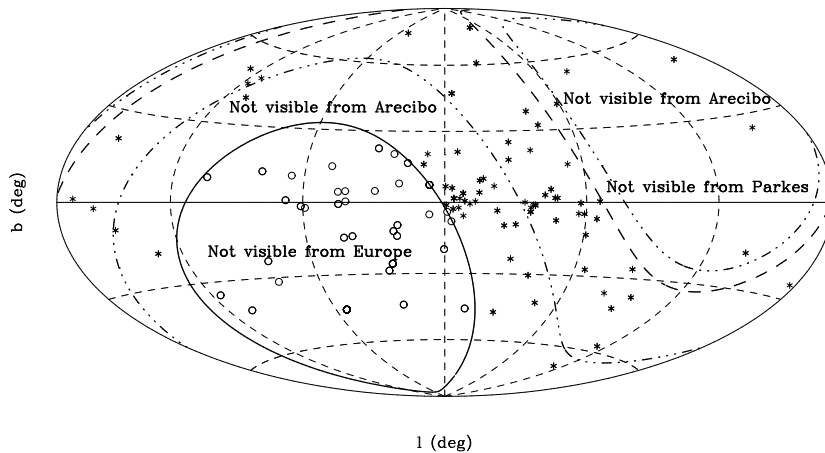 Not visible from Arecibo
Not visible from Arecibo
Not visible from Parkes
Not visible from Europe
b (deg)
l (deg)